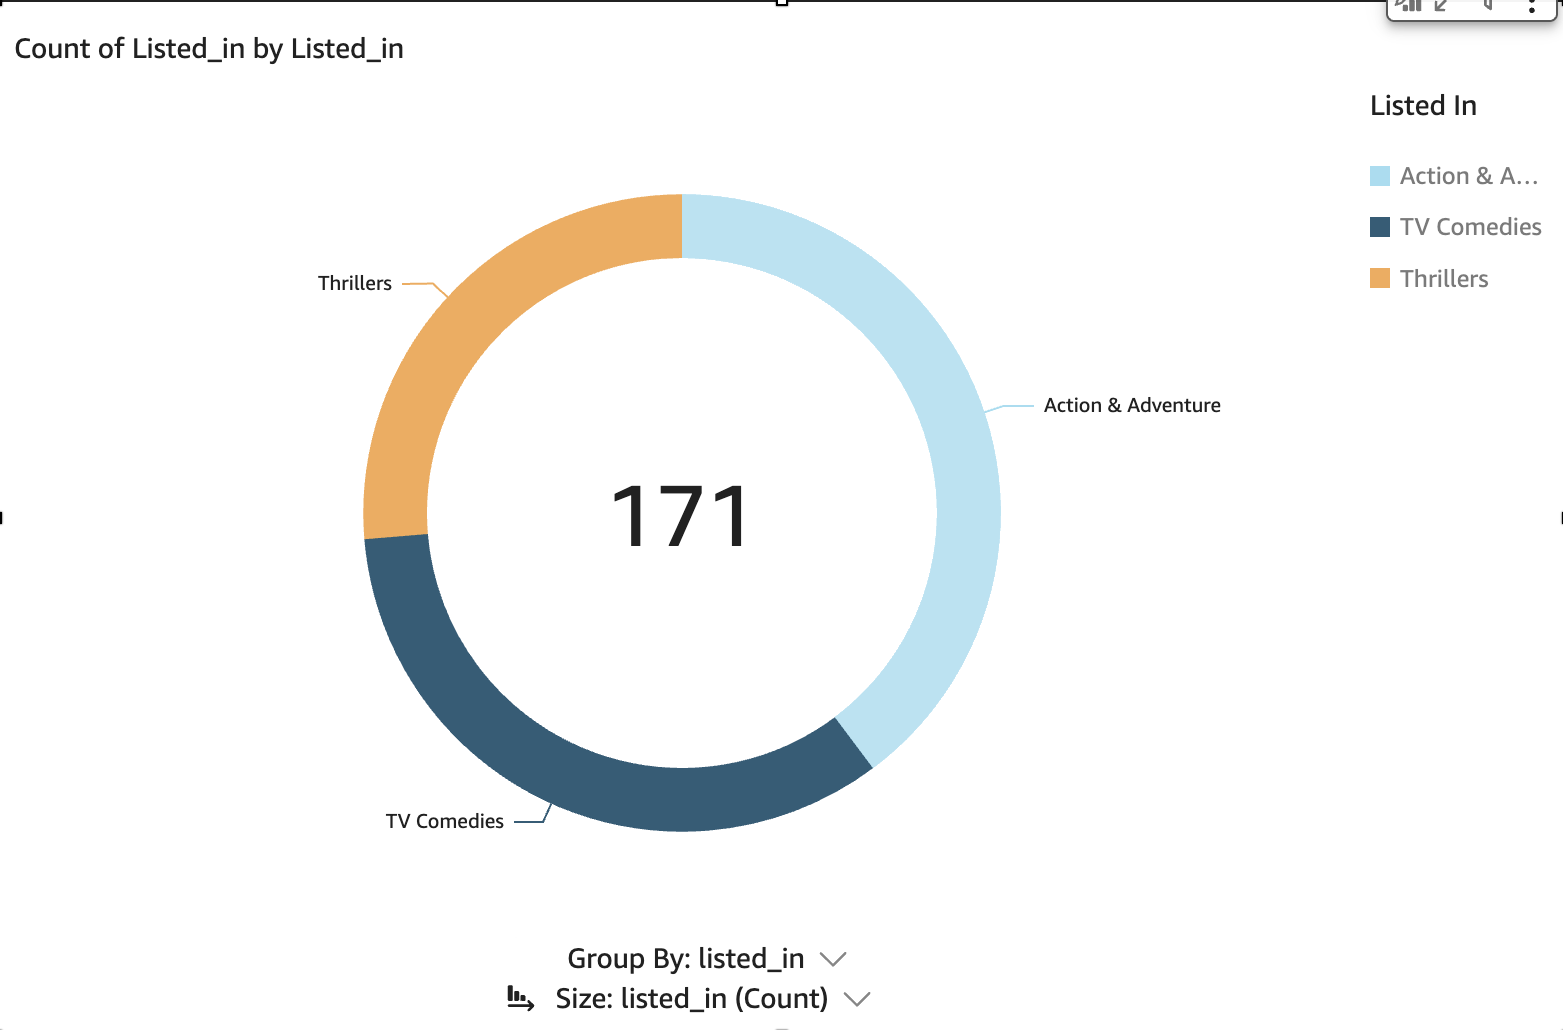 Count of Listed_in by Listed_in
Listed In
Action & A...
TV Comedies
Thrillers
Thrillers
Action & Adventure
171
TV Comedies
Group By: listed_in
Size: listed_in (Count)